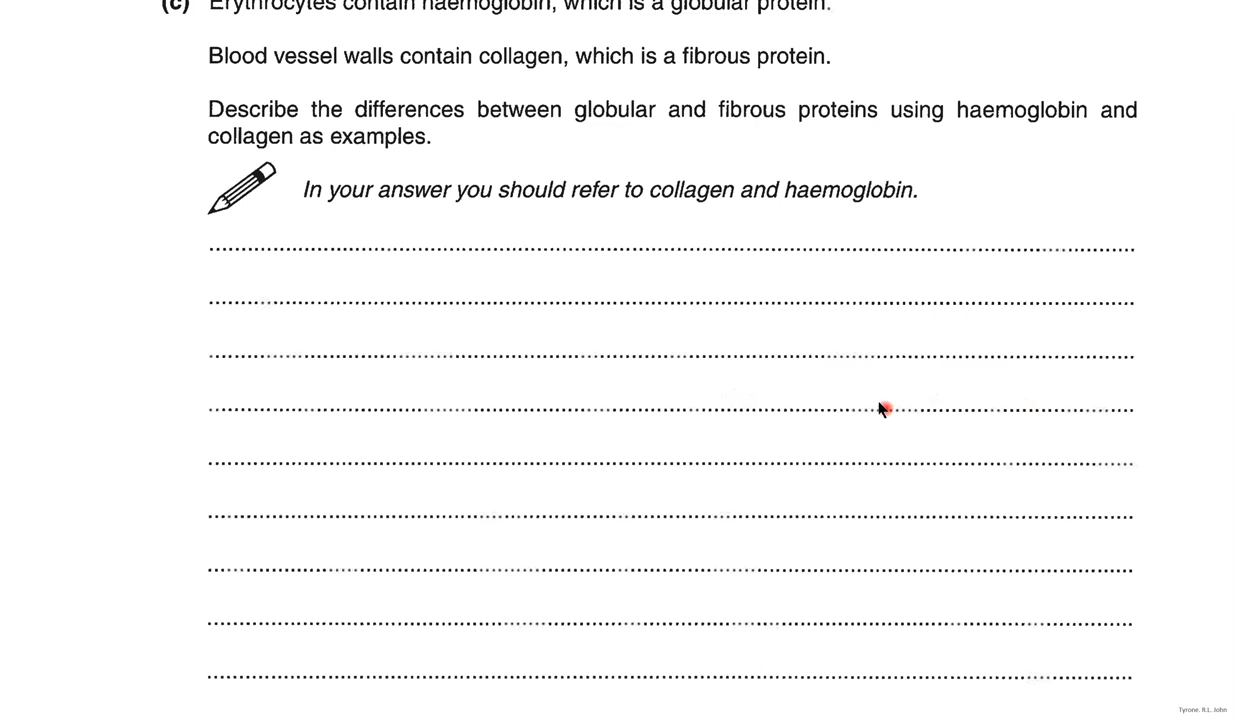 (c) Erythrocytes contain haemoglobin, which is a globular protein.
Blood vessel walls contain collagen, which is a fibrous protein.
Describe the differences between globular and fibrous proteins using haemoglobin and
collagen as examples.
In your answer you should refer to collagen and haemoglobin.
Tyrone. R.L. John